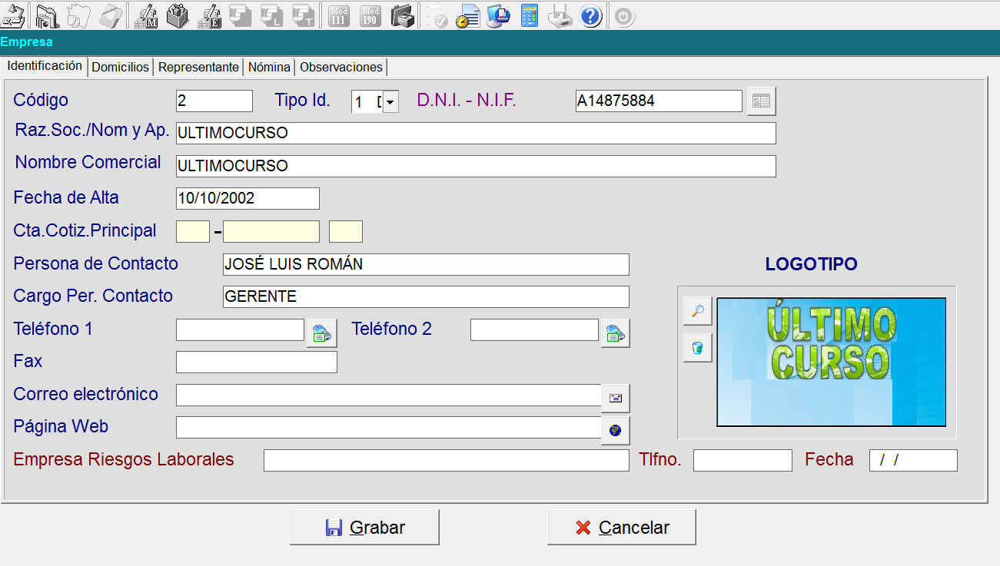 M E L T Mod 111 Mod 190
Empresa
Identificación Domicilios Representante Nómina Observaciones
Código 2 Tipo Id. 1 D.N.I. - N.I.F. A14875884
Raz.Soc./Nom y Ap. ULTIMOCURSO
Nombre Comercial ULTIMOCURSO
Fecha de Alta 10/10/2002
Cta.Cotiz.Principal -
Persona de Contacto JOSÉ LUIS ROMÁN
LOGOTIPO
Cargo Per. Contacto GERENTE
ÚLTIMO
CURSO
Teléfono 1 Teléfono 2
Fax
Correo electrónico
Página Web
Empresa Riesgos Laborales Tlfno. Fecha / /
Grabar Cancelar